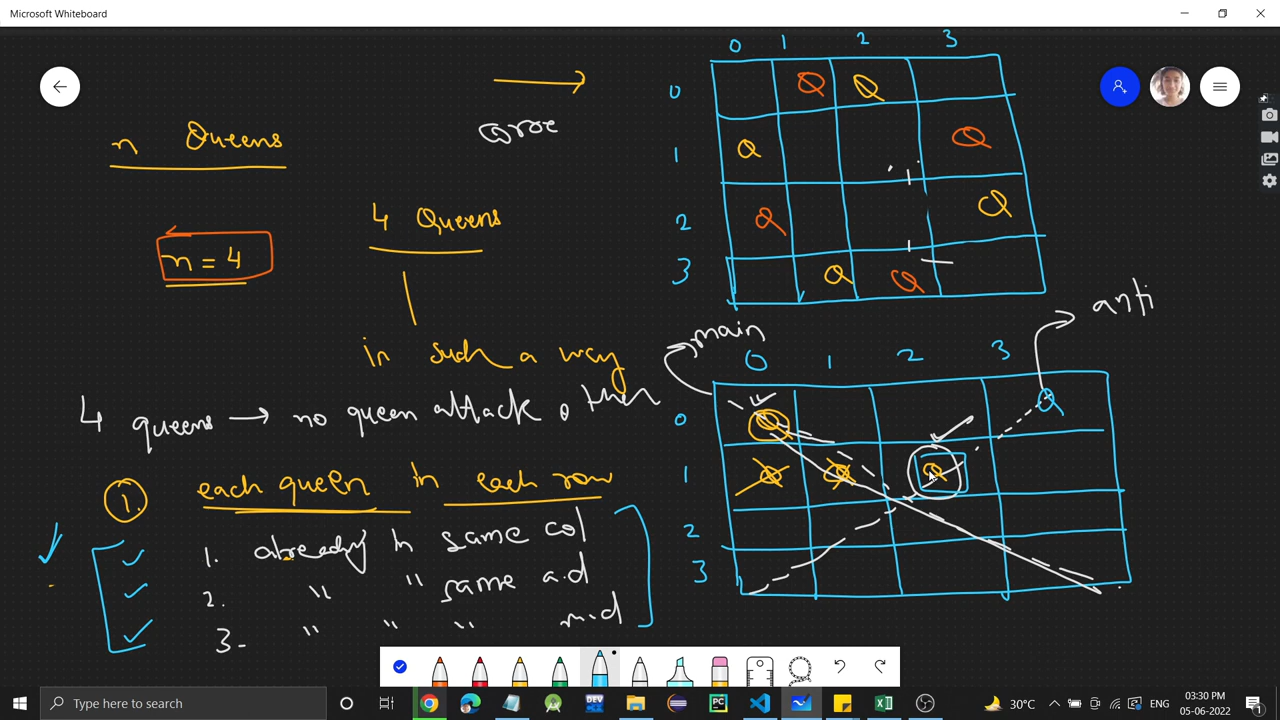 Microsoft Whiteboard
n Queens
n = 4
4 Queens
in such a way
4 queens → no queen attack other
1. each queen in each row
1. already in same col
2. " " same a.d
3- " " " m.d
0 1 2 3
0 Q Q
1 Q Q
2 Q Q
3 Q Q
main
anti
0 1 2 3
0 Q Q
1 Q Q Q
2
3
Type here to search
30°C
ENG
03:30 PM
05-06-2022